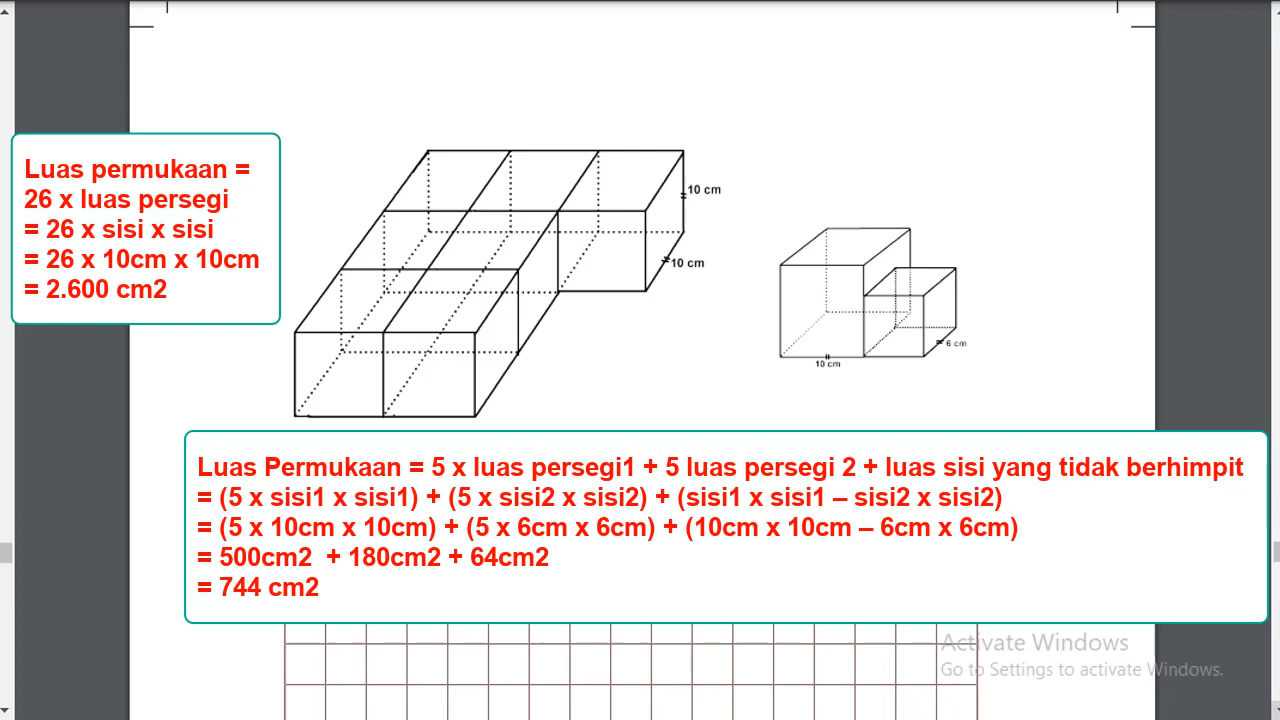 Luas permukaan =
26 x luas persegi
= 26 x sisi x sisi
= 26 x 10cm x 10cm
= 2.600 cm2
10 cm
10 cm
10 cm
6 cm
Luas Permukaan = 5 x luas persegi1 + 5 luas persegi 2 + luas sisi yang tidak berhimpit
= (5 x sisi1 x sisi1) + (5 x sisi2 x sisi2) + (sisi1 x sisi1 – sisi2 x sisi2)
= (5 x 10cm x 10cm) + (5 x 6cm x 6cm) + (10cm x 10cm – 6cm x 6cm)
= 500cm2  + 180cm2 + 64cm2
= 744 cm2
Activate Windows
Go to Settings to activate Windows.